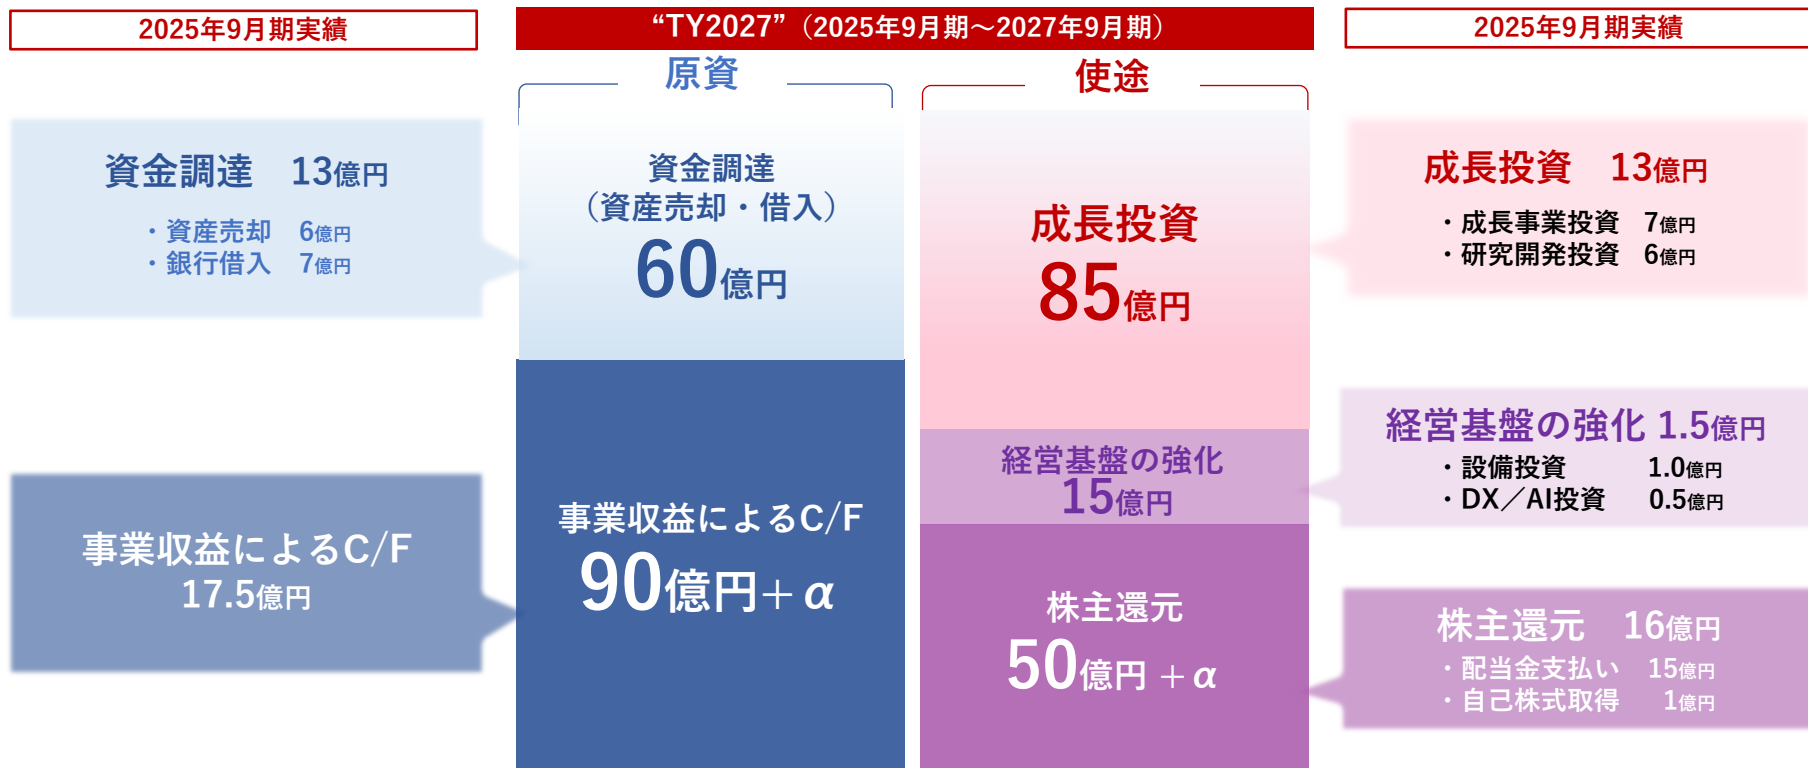 2025年9月期実績
“TY2027”（2025年9月期～2027年9月期）
2025年9月期実績
原資
使途
資金調達　13億円
・資産売却　6億円
・銀行借入　7億円
事業収益によるC/F
17.5億円
資金調達
（資産売却・借入）
60億円
事業収益によるC/F
90億円＋α
成長投資
85億円
経営基盤の強化
15億円
株主還元
50億円＋α
成長投資　13億円
・成長事業投資　7億円
・研究開発投資　6億円
経営基盤の強化 1.5億円
・設備投資　　　1.0億円
・DX／AI投資　 0.5億円
株主還元　16億円
・配当金支払い　15億円
・自己株式取得　 1億円